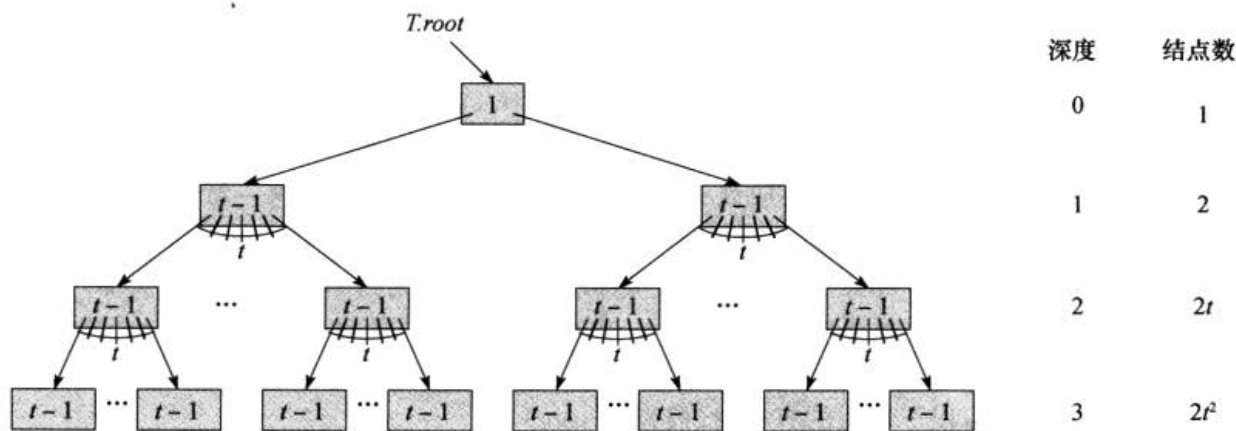 T.root
深度 结点数
1
0 1
t − 1 t − 1
1 2
t t
t − 1 ... t − 1 t − 1 ... t − 1
2 2t
t t t t
t − 1 ... t − 1 t − 1 ... t − 1 t − 1 ... t − 1 t − 1 ... t − 1
3 2t²